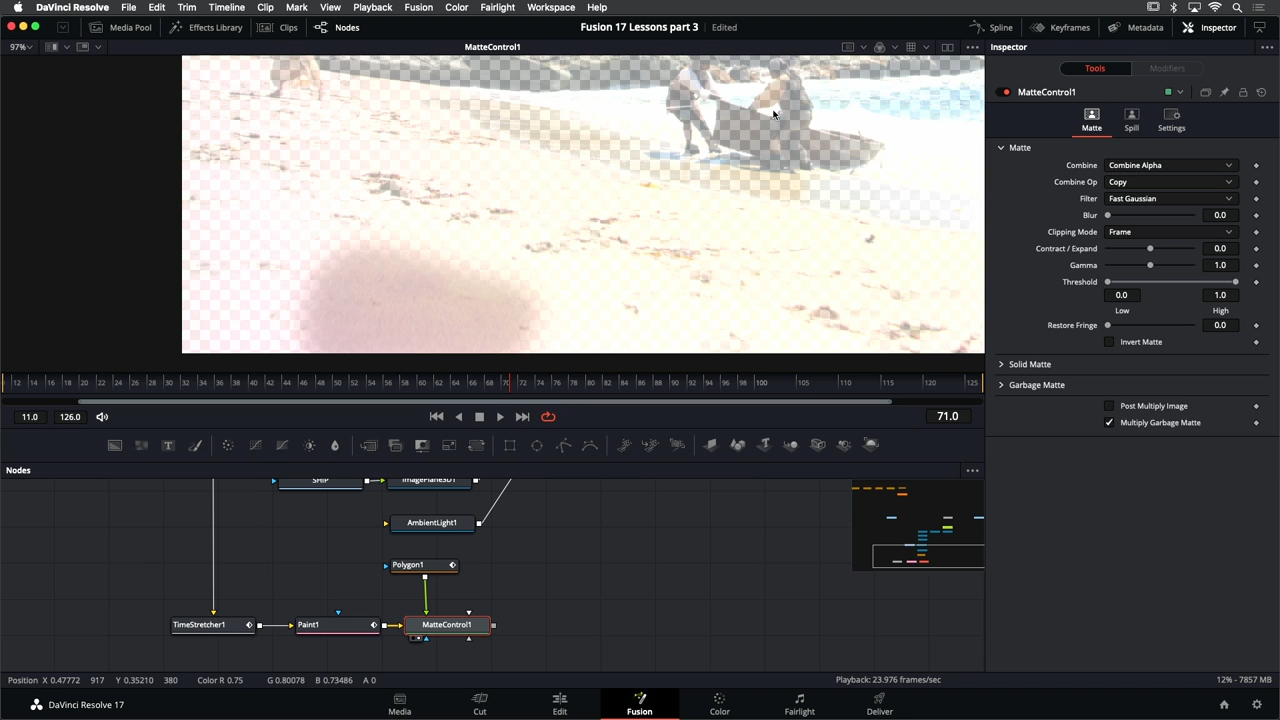 DaVinci Resolve File Edit Trim Timeline Clip Mark View Playback Fusion Color Fairlight Workspace Help
Media Pool Effects Library Clips Nodes Fusion 17 Lessons part 3 Edited Spline Keyframes Metadata Inspector
97% MatteControl1 Inspector
Tools Modifiers
MatteControl1
Matte Spill Settings
Matte
Combine Combine Alpha
Combine Op Copy
Filter Fast Gaussian
Blur 0.0
Clipping Mode Frame
Contract / Expand 0.0
Gamma 1.0
Threshold
0.0 1.0
Low High
Restore Fringe 0.0
Invert Matte
Solid Matte
Garbage Matte
Post Multiply Image
Multiply Garbage Matte
12 14 16 18 20 22 24 26 28 30 32 34 36 38 40 42 44 46 48 50 52 54 56 58 60 62 64 66 68 70 72 74 76 78 80 82 84 86 88 90 92 94 96 98 100 105 110 115 120 125
11.0 126.0 71.0
Nodes
SHIP ImagePlane3D1
AmbientLight1
Polygon1
TimeStretcher1 Paint1 MatteControl1
Position X 0.47772 917 Y 0.35210 380 Color R 0.75 G 0.80078 B 0.73486 A 0 Playback: 23.976 frames/sec 12% - 7857 MB
DaVinci Resolve 17 Media Cut Edit Fusion Color Fairlight Deliver